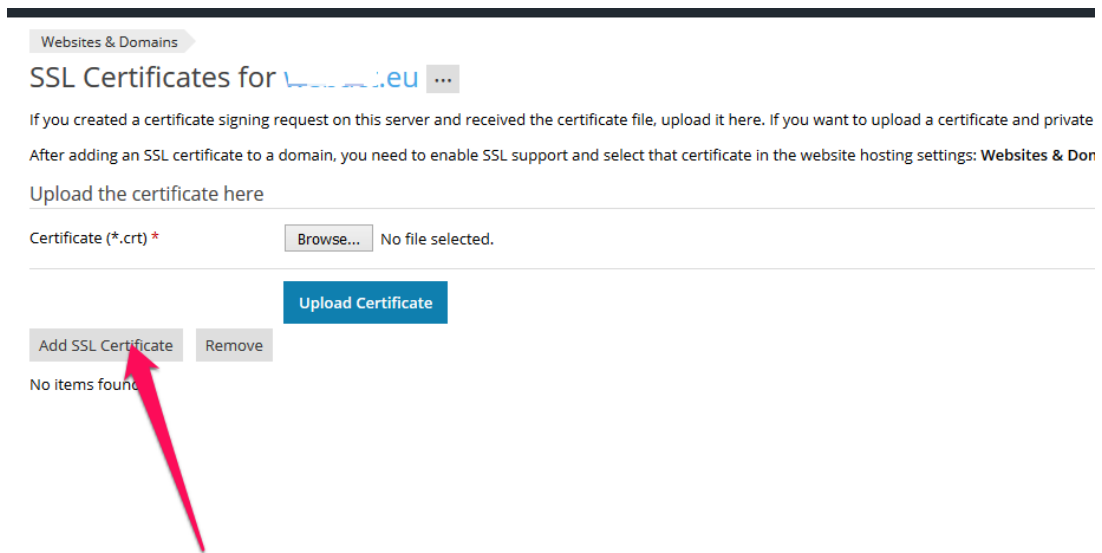 Websites & Domains
SSL Certificates for .eu ...
If you created a certificate signing request on this server and received the certificate file, upload it here. If you want to upload a certificate and private
After adding an SSL certificate to a domain, you need to enable SSL support and select that certificate in the website hosting settings: Websites & Don
Upload the certificate here
Certificate (*.crt) *
Browse... No file selected.
Upload Certificate
Add SSL Certificate Remove
No items found